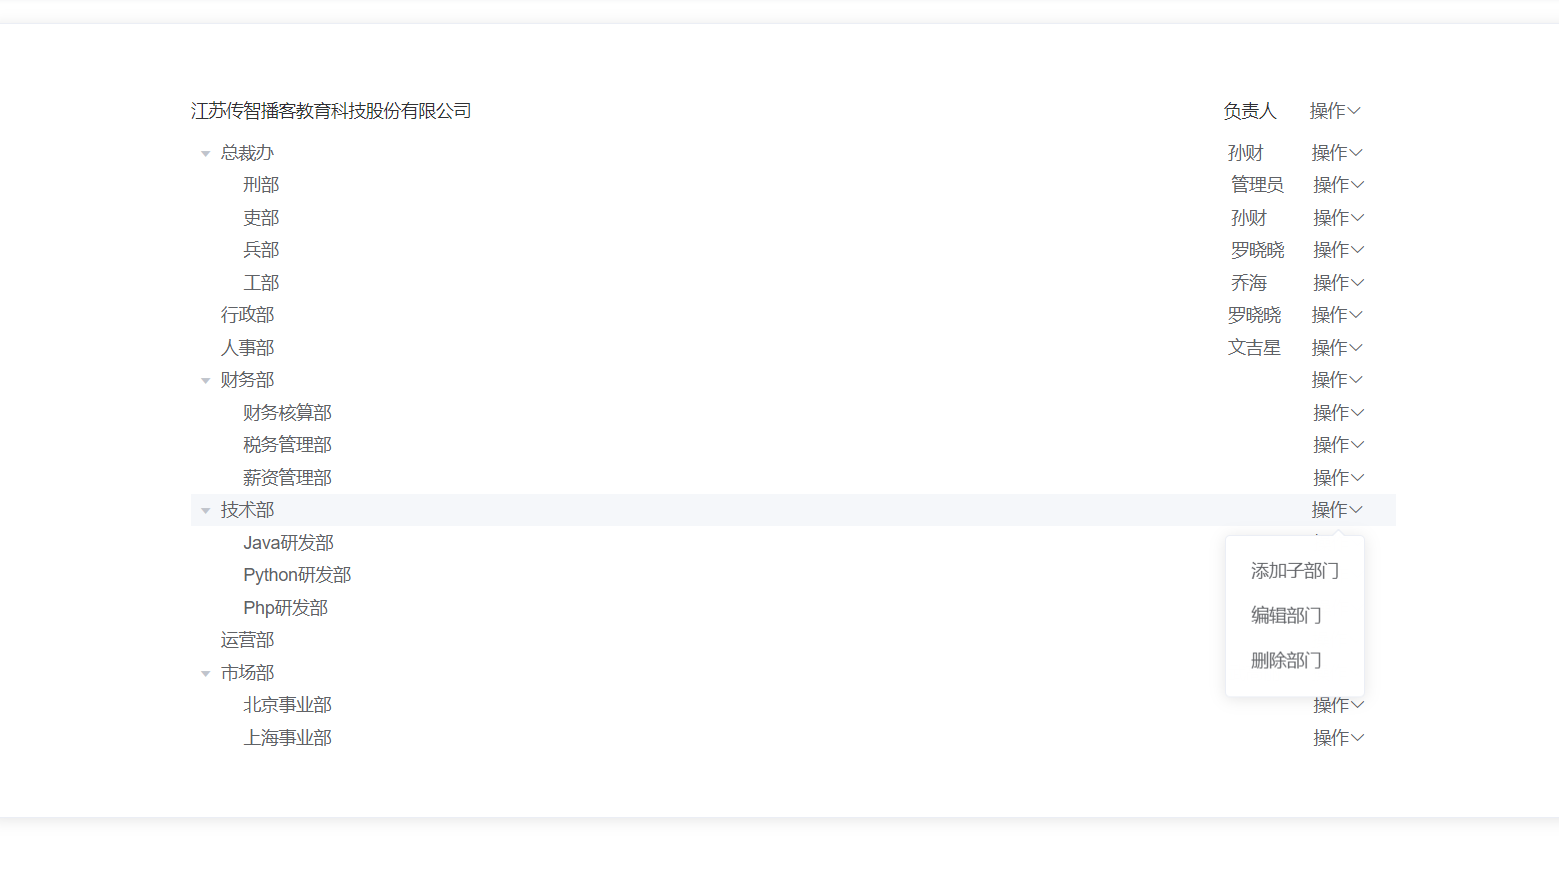 江苏传智播客教育科技股份有限公司 负责人 操作
总裁办 孙财 操作
刑部 管理员 操作
吏部 孙财 操作
兵部 罗晓晓 操作
工部 乔海 操作
行政部 罗晓晓 操作
人事部 文吉星 操作
财务部 操作
财务核算部 操作
税务管理部 操作
薪资管理部 操作
技术部 操作
Java研发部
添加子部门
Python研发部
Php研发部
编辑部门
运营部
删除部门
市场部
北京事业部 操作
上海事业部 操作